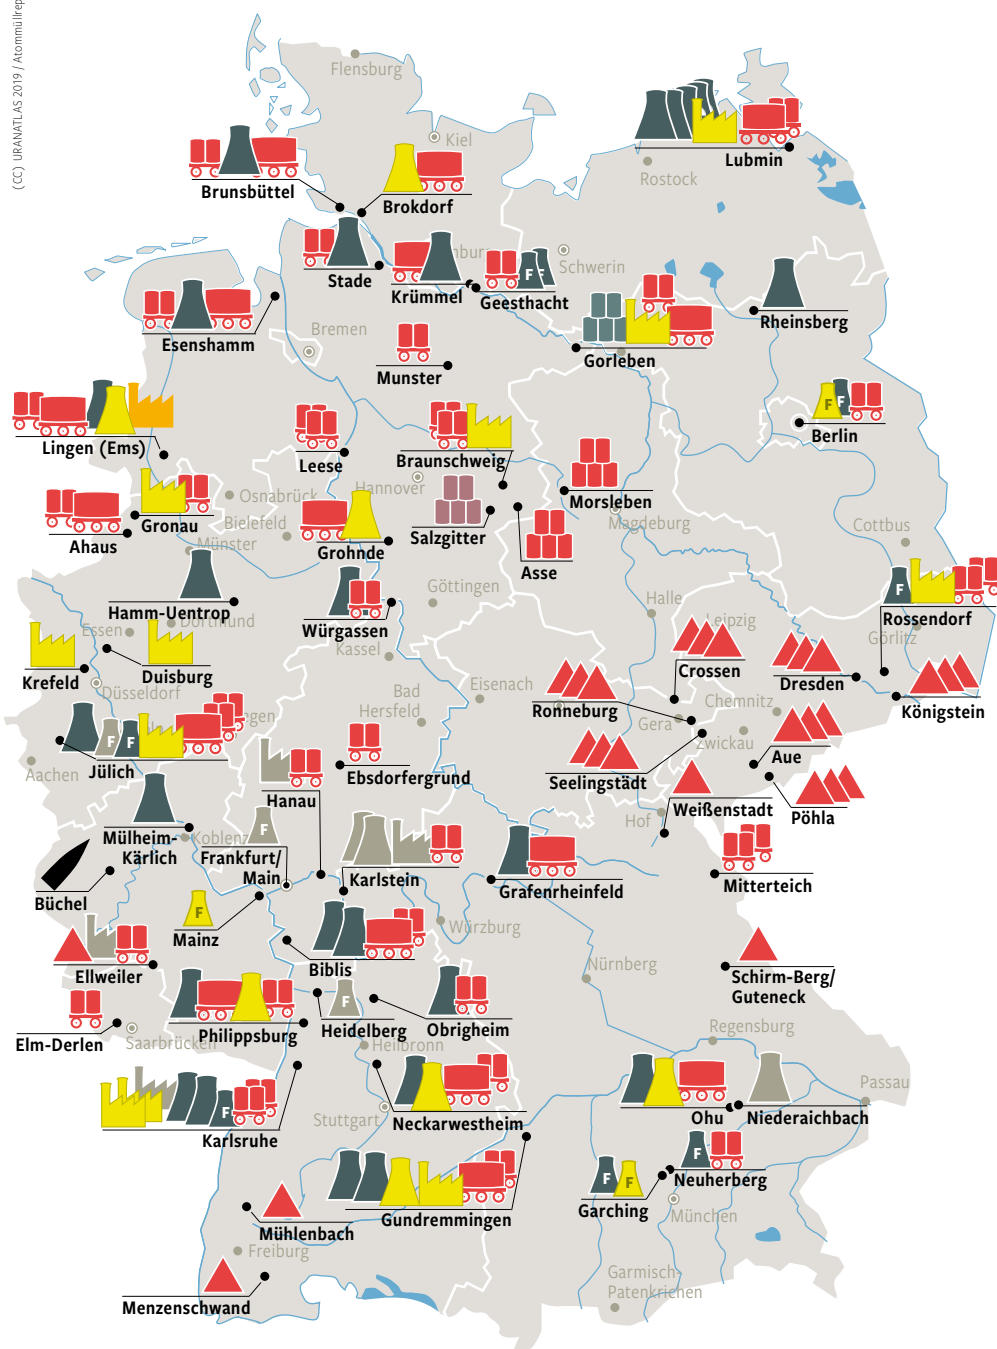 (CC) URANATLAS 2019 / Atommüllrep
Flensburg
Kiel
Lubmin
Rostock
Brunsbüttel
Brokdorf
Stade
Krümmel
Geesthacht
Schwerin
Rheinsberg
Esenshamm
Bremen
Munster
Gorleben
Berlin
Lingen (Ems)
Leese
Braunschweig
Hannover
Morsleben
Osnabrück
Gronau
Bielefeld
Salzgitter
Magdeburg
Cottbus
Ahaus
Münster
Grohnde
Asse
Göttingen
Halle
Leipzig
Hamm-Uentrop
Dortmund
Essen
Würgassen
Kassel
Rossendorf
Görlitz
Krefeld
Duisburg
Düsseldorf
Crossen
Dresden
Königstein
Bad
Hersfeld
Eisenach
Ronneburg
Gera
Chemnitz
Zwickau
Aue
F
F
Jülich
Aachen
Ebsdorfergrund
Seelingstädt
Hanau
Weißenstadt
Pöhla
Hof
Mülheim-
Kärlich
Koblenz
F
Frankfurt/
Main
Karlstein
Grafenrheinfeld
Mitterteich
Büchel
F
Mainz
Würzburg
Ellweiler
Biblis
Nürnberg
Schirm-Berg/
Guteneck
Elm-Derlen
Saarbrücken
Philippsburg
F
Heidelberg
Obrigheim
Heilbronn
Regensburg
Passau
F
Karlsruhe
Stuttgart
Neckarwestheim
Ohu
Niederaichbach
F
F
Garching
F
Neuherberg
München
Gundremmingen
Mühlenbach
Freiburg
Menzenschwand
Garmisch-
Patenkrichen
F
F
F
F
F